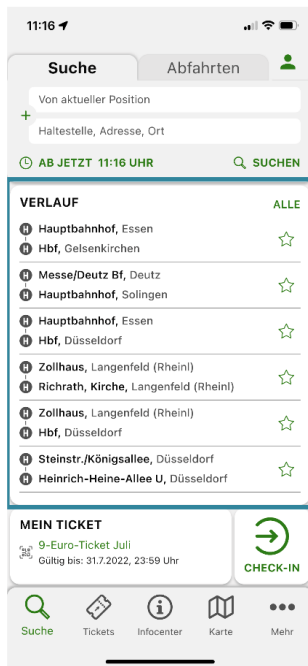 11:16
Suche
Abfahrten
Von aktueller Position
Haltestelle, Adresse, Ort
AB JETZT 11:16 UHR
SUCHEN
VERLAUF
ALLE
H Hauptbahnhof, Essen
H Hbf, Gelsenkirchen
H Messe/Deutz Bf, Deutz
H Hauptbahnhof, Solingen
H Hauptbahnhof, Essen
H Hbf, Düsseldorf
H Zollhaus, Langenfeld (Rheinl)
H Richrath, Kirche, Langenfeld (Rheinl)
H Zollhaus, Langenfeld (Rheinl)
H Hbf, Düsseldorf
H Steinstr./Königsallee, Düsseldorf
H Heinrich-Heine-Allee U, Düsseldorf
MEIN TICKET
9-Euro-Ticket Juli
Gültig bis: 31.7.2022, 23:59 Uhr
CHECK-IN
Suche
Tickets
Infocenter
Karte
Mehr